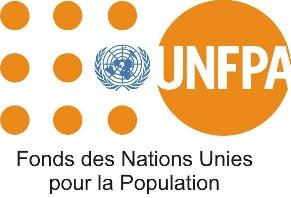 UNFPA
Fonds des Nations Unies
pour la Population